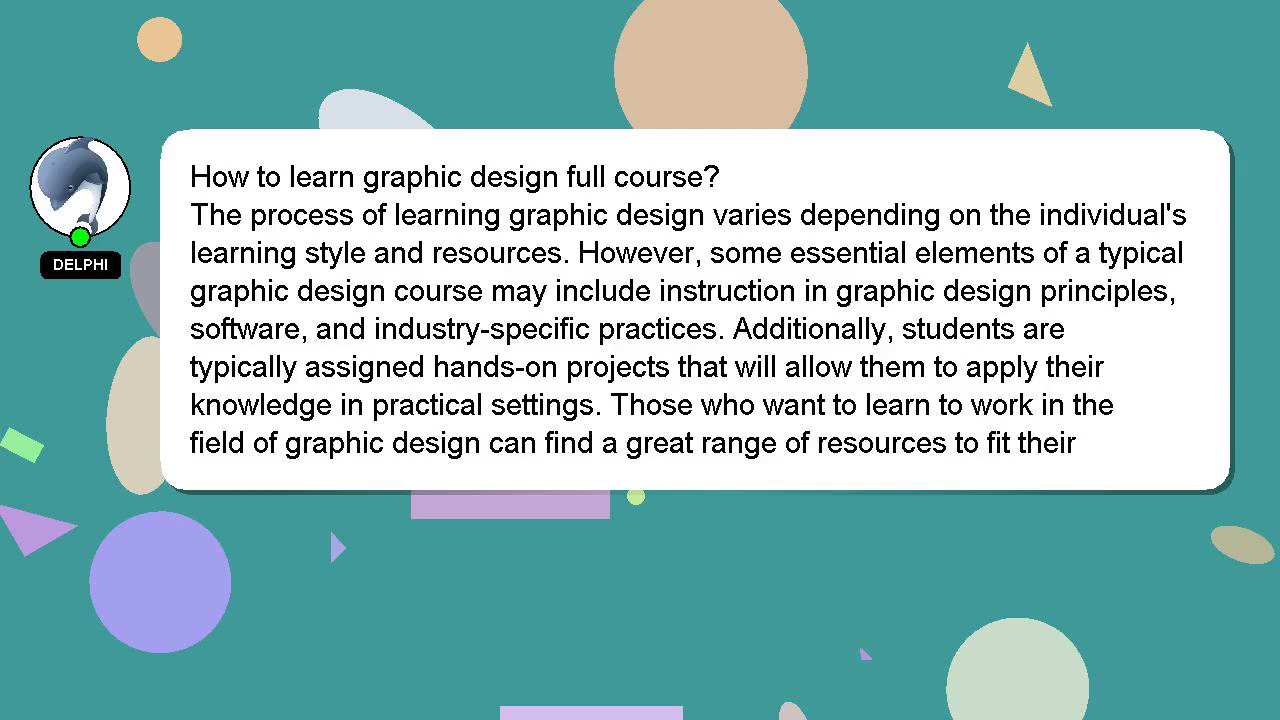 How to learn graphic design full course?
The process of learning graphic design varies depending on the individual's
learning style and resources. However, some essential elements of a typical
graphic design course may include instruction in graphic design principles,
software, and industry-specific practices. Additionally, students are
typically assigned hands-on projects that will allow them to apply their
knowledge in practical settings. Those who want to learn to work in the
field of graphic design can find a great range of resources to fit their
DELPHI